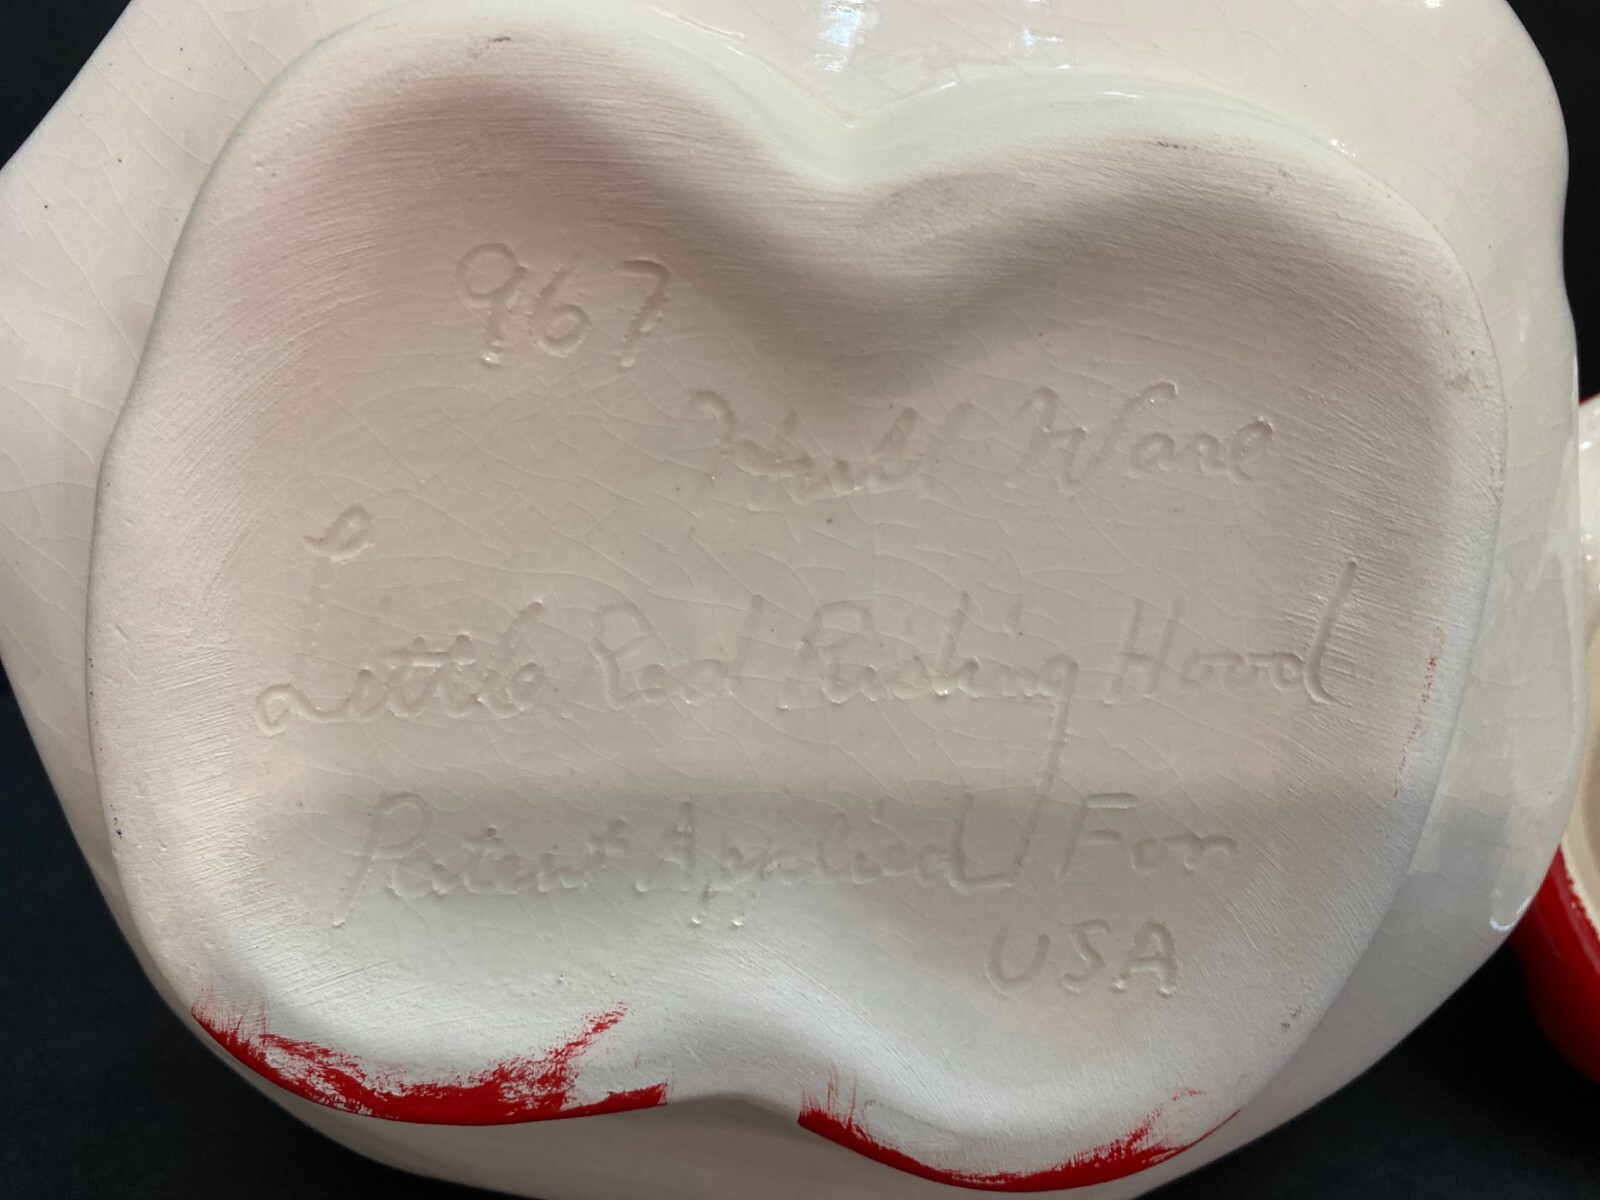 967
Hull Ware
Little Red Riding Hood
Patent Applied For
USA